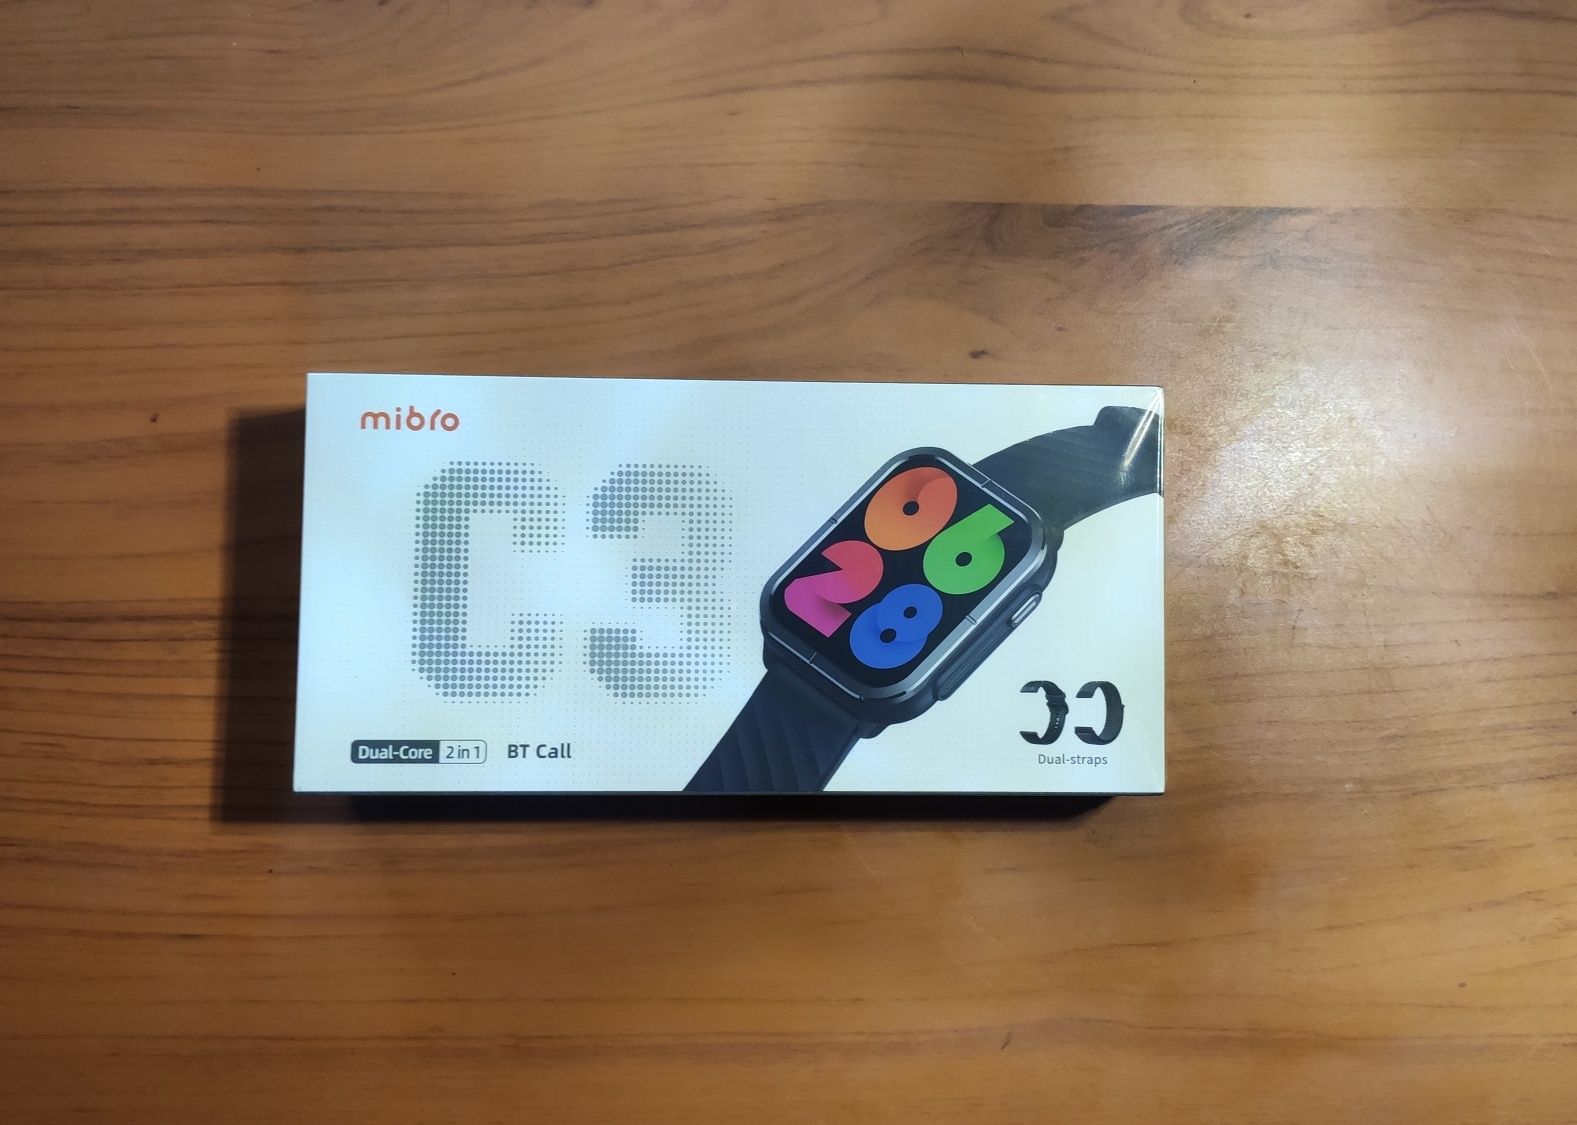 mibro
C3
06
28
Dual-Core 2 in 1 BT Call
Dual-straps